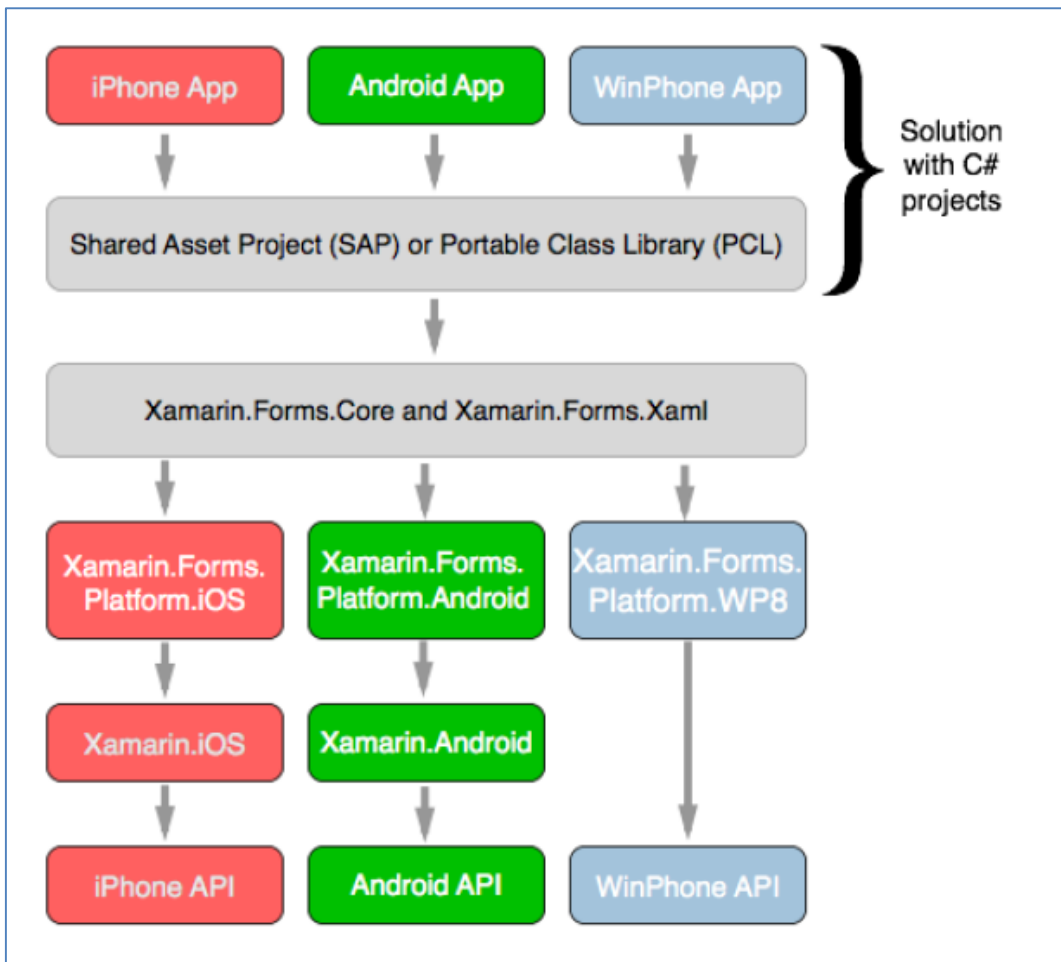 iPhone App
Android App
WinPhone App
Solution
with C#
projects
Shared Asset Project (SAP) or Portable Class Library (PCL)
Xamarin.Forms.Core and Xamarin.Forms.Xaml
Xamarin.Forms.
Platform.iOS
Xamarin.Forms.
Platform.Android
Xamarin.Forms.
Platform.WP8
Xamarin.iOS
Xamarin.Android
iPhone API
Android API
WinPhone API